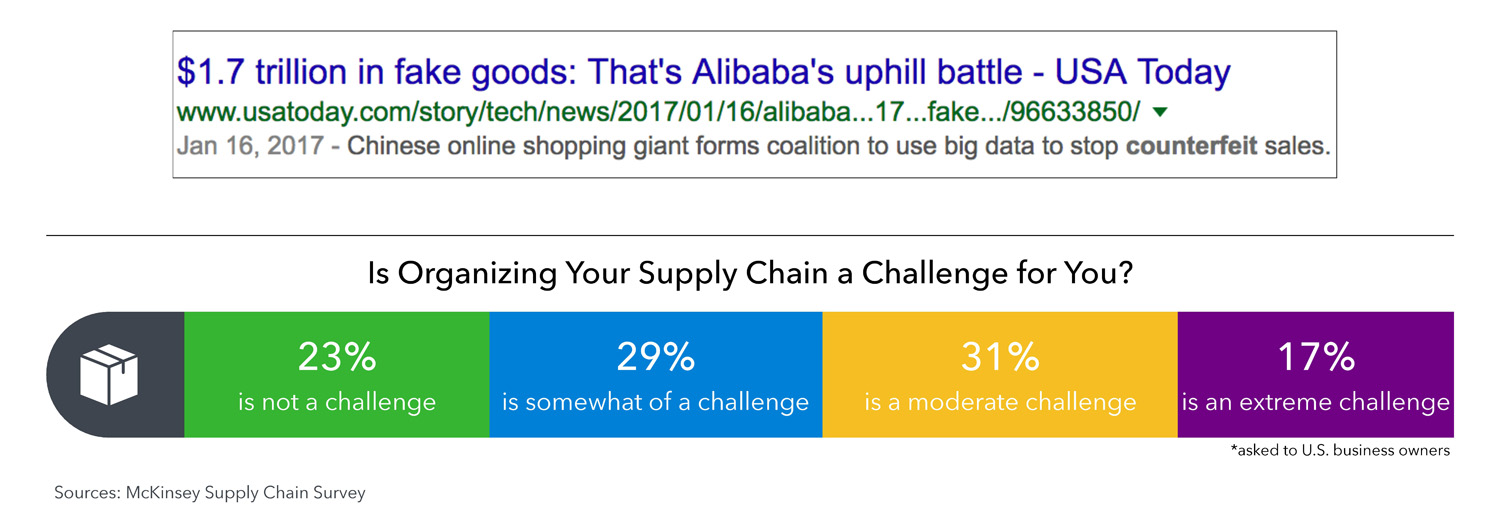 $1.7 trillion in fake goods: That's Alibaba's uphill battle - USA Today
www.usatoday.com/story/tech/news/2017/01/16/alibaba...17...fake.../96633850/
Jan 16, 2017 - Chinese online shopping giant forms coalition to use big data to stop counterfeit sales.
Is Organizing Your Supply Chain a Challenge for You?
23%
is not a challenge
29%
is somewhat of a challenge
31%
is a moderate challenge
17%
is an extreme challenge
*asked to U.S. business owners
Sources: McKinsey Supply Chain Survey